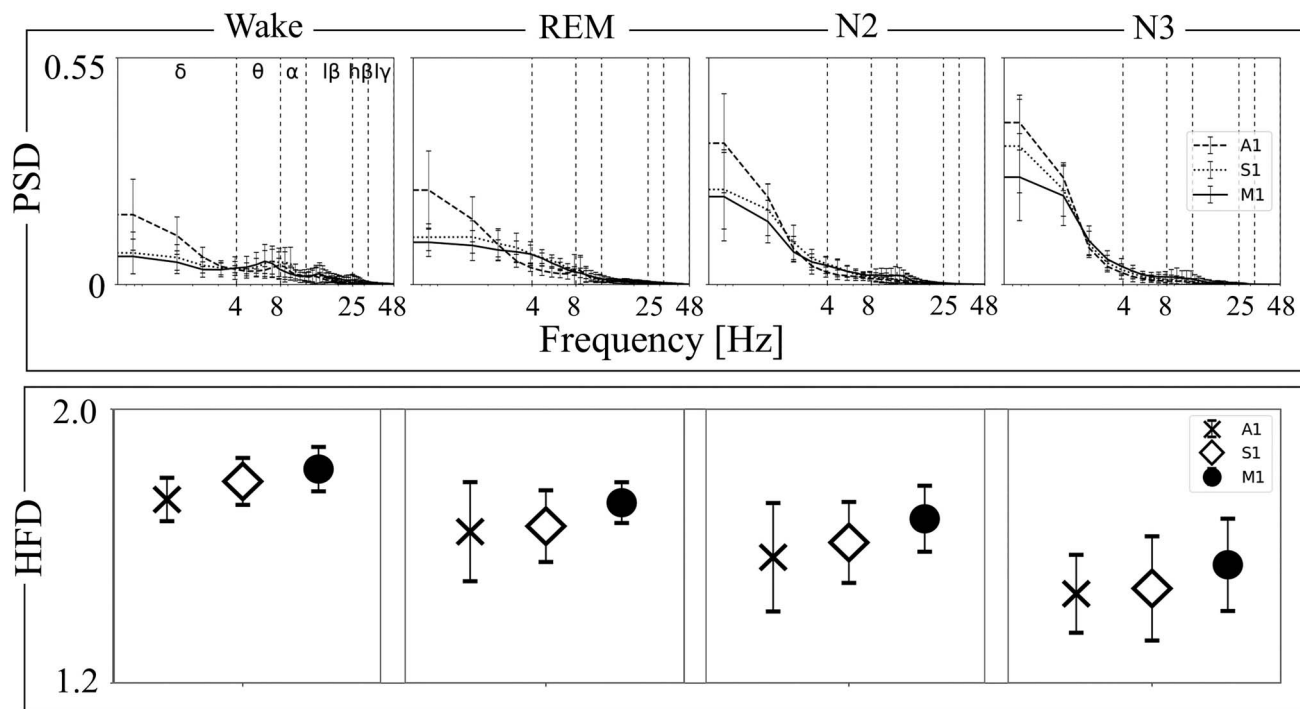 Wake REM N2 N3
PSD
0.55
0
δ θ α lβ hβ lγ
A1
S1
M1
4 8 25 48 4 8 25 48 4 8 25 48 4 8 25 48
Frequency [Hz]
HFD
2.0
1.2
A1
S1
M1